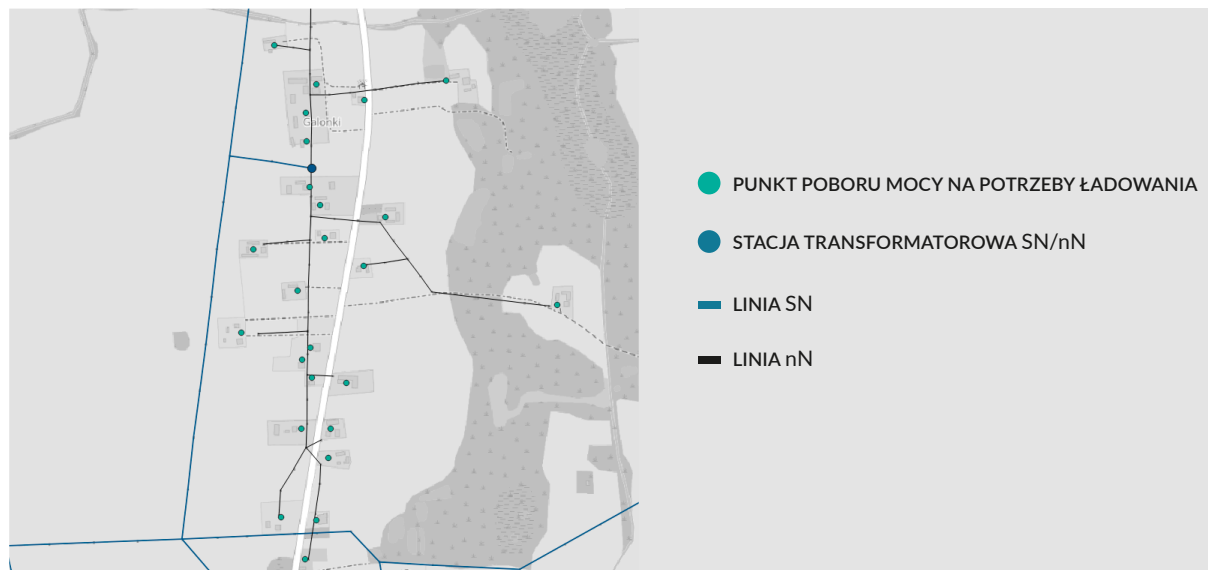 Galonki
PUNKT POBORU MOCY NA POTRZEBY ŁADOWANIA
STACJA TRANSFORMATOROWA SN/nN
LINIA SN
LINIA nN